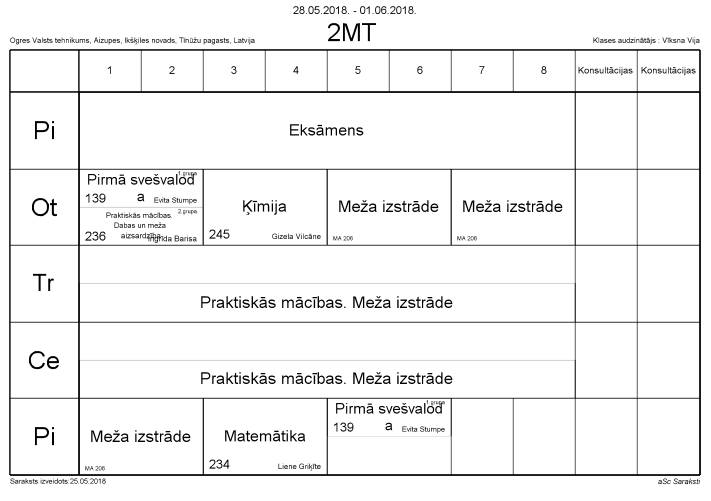 28.05.2018. - 01.06.2018.
2MT
Ogres Valsts tehnikums, Aizupes, Ikšķiles novads, Tīnūžu pagasts, Latvija
Klases audzinātājs : Vīksna Vija
1 2 3 4 5 6 7 8 Konsultācijas Konsultācijas
Pi
Eksāmens
Ot
1.grupa
Pirmā svešvalod
a
139 Evita Stumpe
2.grupa
Praktiskās mācības.
Dabas un meža
aizsardzība
236 Ingrīda Barisa
Ķīmija
245 Gizela Vilcāne
Meža izstrāde
MA 206
Meža izstrāde
MA 206
Tr
Praktiskās mācības. Meža izstrāde
Ce
Praktiskās mācības. Meža izstrāde
Pi
Meža izstrāde
MA 206
Matemātika
234 Liene Griķīte
1.grupa
Pirmā svešvalod
a
139 Evita Stumpe
Saraksts izveidots:25.05.2018
aSc Saraksti